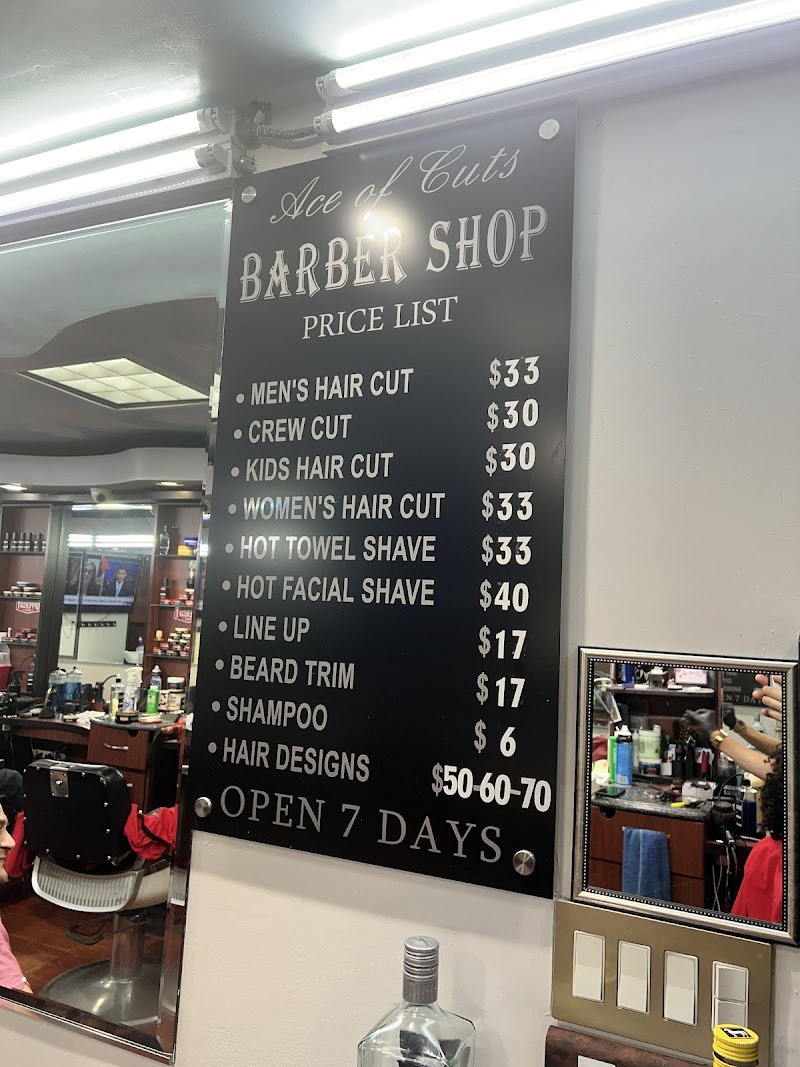 Ace of Cuts
BARBER SHOP
PRICE LIST
• MEN'S HAIR CUT $33
• CREW CUT $30
• KIDS HAIR CUT $30
• WOMEN'S HAIR CUT $33
• HOT TOWEL SHAVE $33
• HOT FACIAL SHAVE $40
• LINE UP $17
• BEARD TRIM $17
• SHAMPOO $ 6
• HAIR DESIGNS $50-60-70
OPEN 7 DAYS